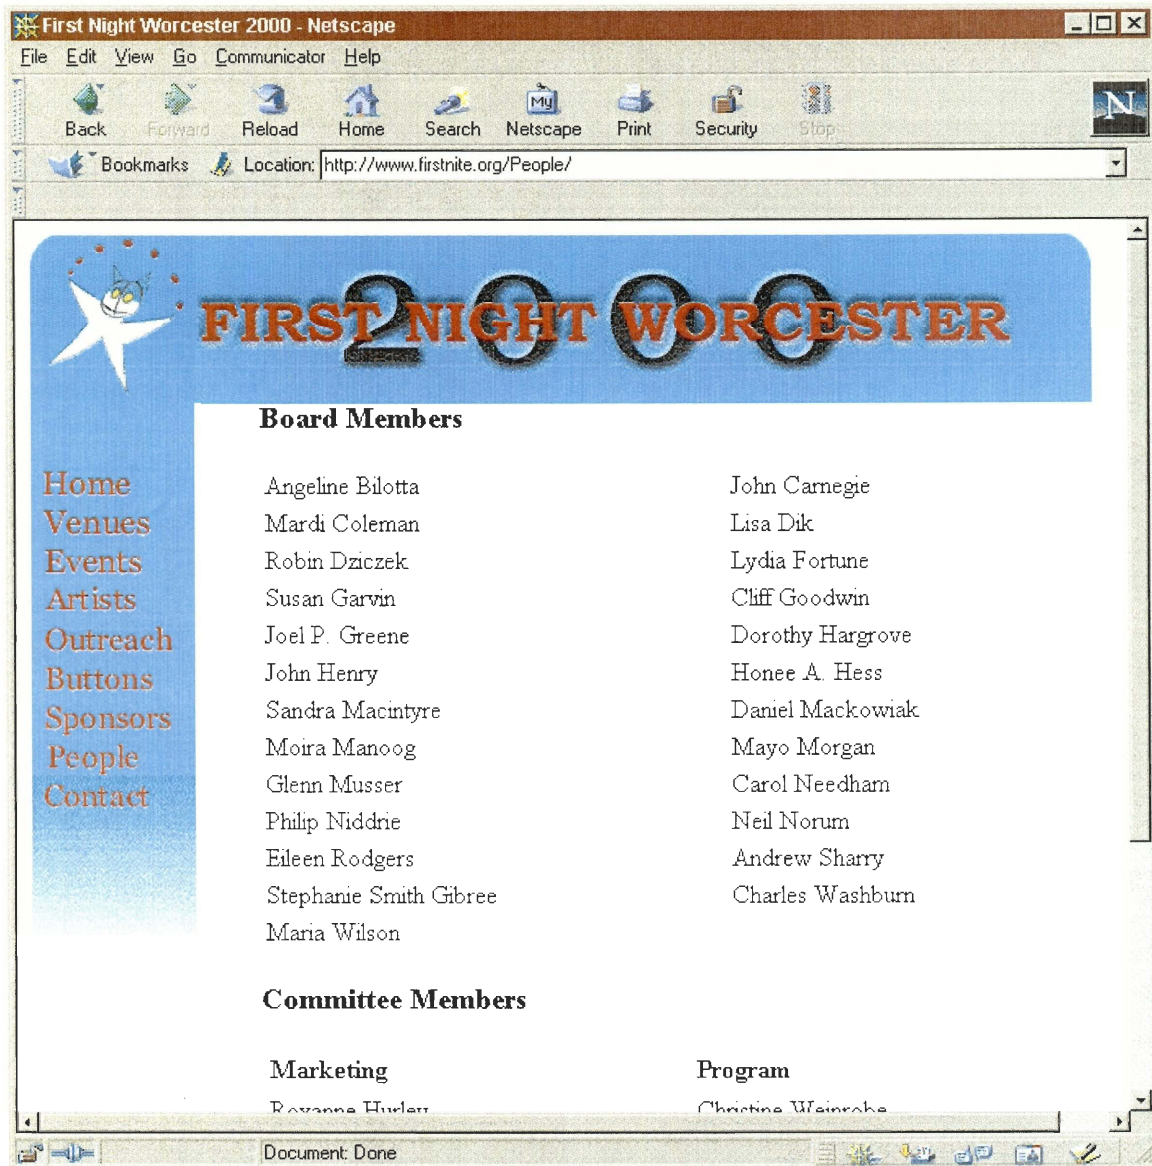 First Night Worcester 2000 - Netscape
File Edit View Go Communicator Help
Back Forward Reload Home Search Netscape Print Security Stop
My
N
Bookmarks Location: http://www.firstnite.org/People/
2000
FIRST NIGHT WORCESTER
Board Members
Home
Venues
Events
Artists
Outreach
Buttons
Sponsors
People
Contact
Angeline Bilotta John Carnegie
Mardi Coleman Lisa Dik
Robin Dziczek Lydia Fortune
Susan Garvin Cliff Goodwin
Joel P. Greene Dorothy Hargrove
John Henry Honee A. Hess
Sandra Macintyre Daniel Mackowiak
Moira Manoog Mayo Morgan
Glenn Musser Carol Needham
Philip Niddrie Neil Norum
Eileen Rodgers Andrew Sharry
Stephanie Smith Gibree Charles Washburn
Maria Wilson
Committee Members
Marketing Program
Roxanne Hurley Christine Weinrobe
Document: Done